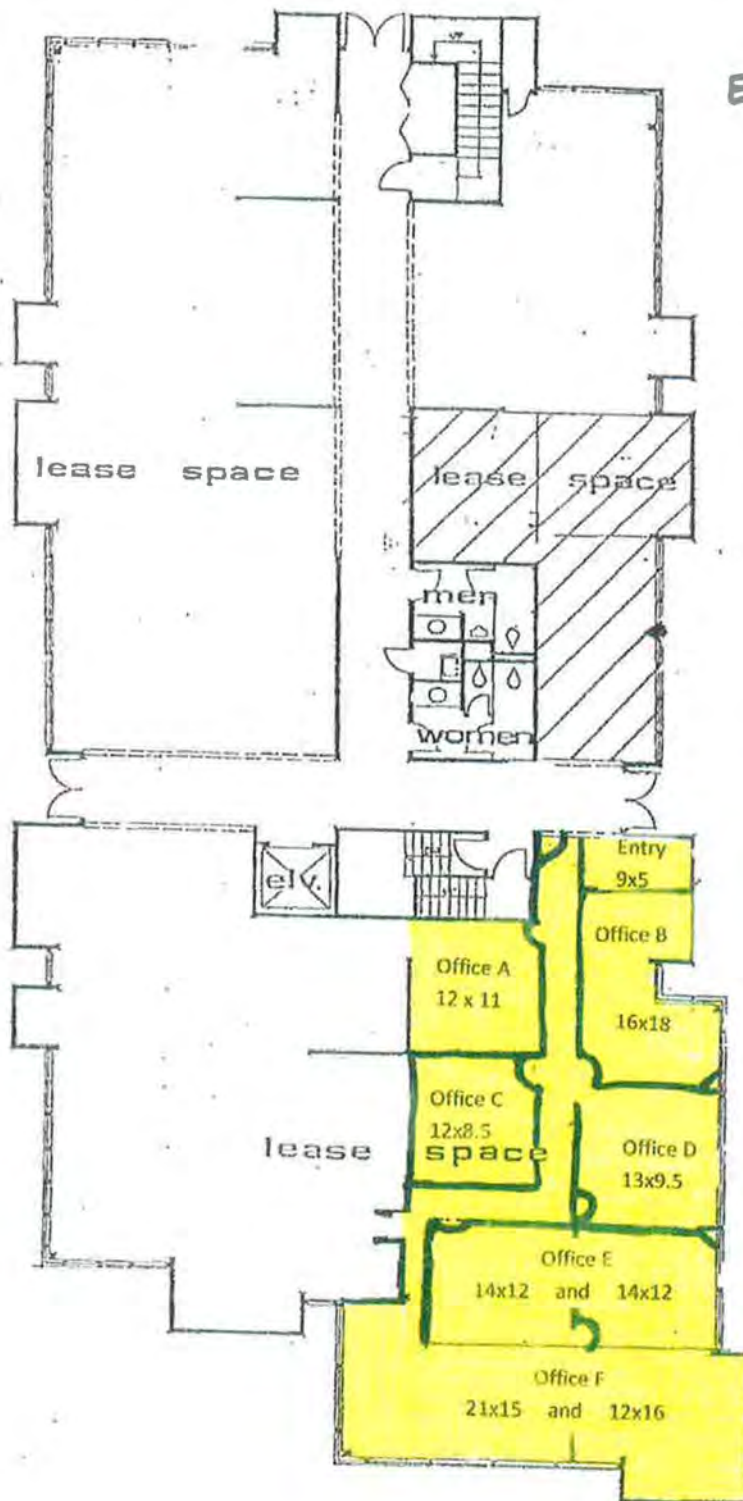 UP
lease space
lease space
men
women
elv.
Entry
9x5
Office B
16x18
Office A
12 x 11
Office C
12x8.5
lease space
Office D
13x9.5
Office E
14x12 and 14x12
Office F
21x15 and 12x16